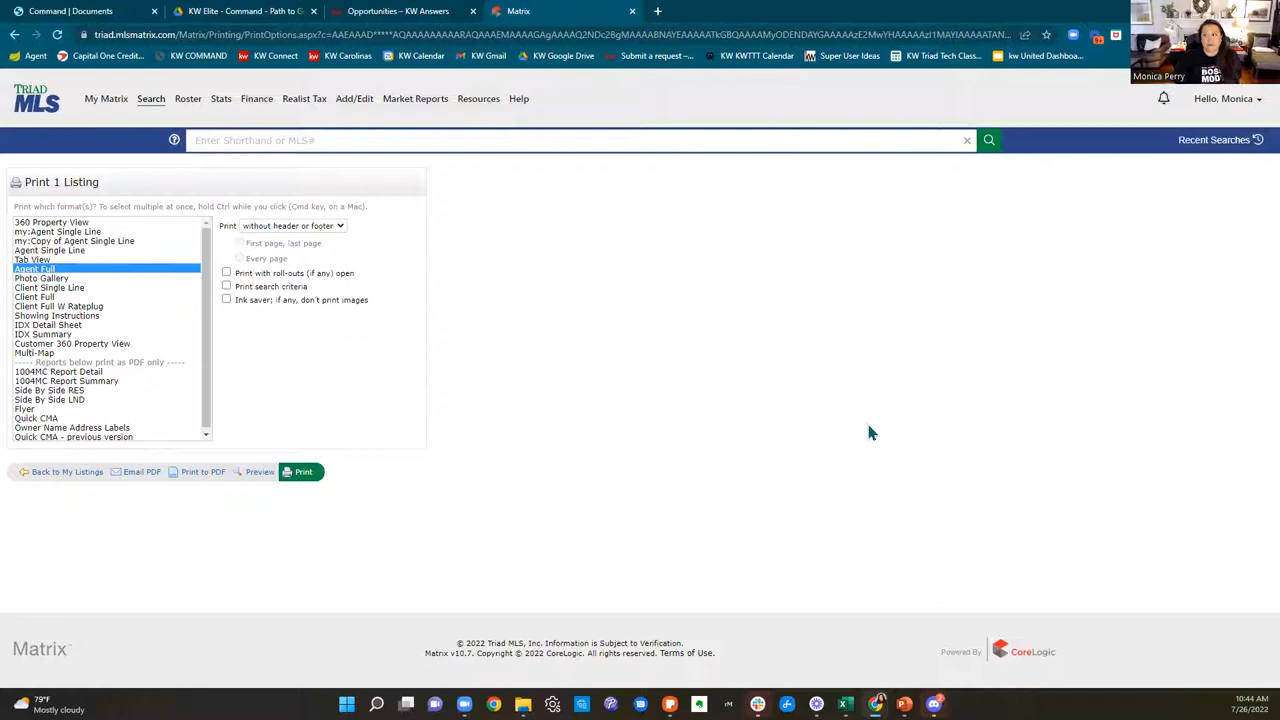 Command | Documents
KW Elite - Command - Path to G
Opportunities – KW Answers
Matrix
triad.mlsmatrix.com/Matrix/Printing/PrintOptions.aspx
Agent
Capital One Credit...
KW COMMAND
KW Connect
KW Carolinas
KW Calendar
KW Gmail
KW Google Drive
Submit a request –...
KW KWTTT Calendar
Super User Ideas
KW Triad Tech Class...
kw United Dashboa...
Monica Perry
TRIAD
MLS
My Matrix
Search
Roster
Stats
Finance
Realist Tax
Add/Edit
Market Reports
Resources
Help
Hello, Monica
Enter Shorthand or MLS#
Recent Searches
Print 1 Listing
Print which format(s)? To select multiple at once, hold Ctrl while you click (Cmd key, on a Mac).
360 Property View
my:Agent Single Line
my:Copy of Agent Single Line
Agent Single Line
Tab View
Agent Full
Photo Gallery
Client Single Line
Client Full
Client Full W Rateplug
Showing Instructions
IDX Detail Sheet
IDX Summary
Customer 360 Property View
Multi-Map
----- Reports below print as PDF only -----
1004MC Report Detail
1004MC Report Summary
Side By Side RES
Side By Side LND
Flyer
Quick CMA
Owner Name Address Labels
Quick CMA - previous version
Print without header or footer
First page, last page
Every page
Print with roll-outs (if any) open
Print search criteria
Ink saver; if any, don't print images
Back to My Listings
Email PDF
Print to PDF
Preview
Print
Matrix™
© 2022 Triad MLS, Inc. Information is Subject to Verification.
Matrix v10.7. Copyright © 2022 CoreLogic. All rights reserved. Terms of Use.
Powered By
CoreLogic
79°F
Mostly cloudy
10:44 AM
7/26/2022